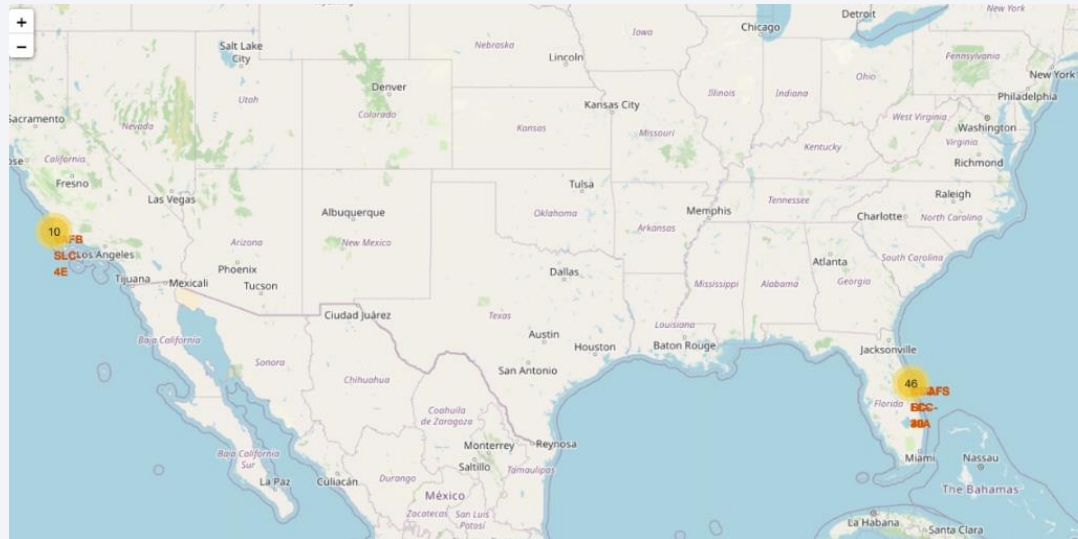 +
−
New York
Detroit
Chicago
Salt Lake
City
Nebraska
Iowa
Lincoln
Pennsylvania
New York
Utah
Denver
Colorado
Kansas City
Illinois
Indiana
Ohio
Philadelphia
Sacramento
Nevada
Kansas
Missouri
West Virginia
Washington
Kentucky
Virginia
Richmond
ose
California
Fresno
Las Vegas
Tulsa
Raleigh
Albuquerque
New Mexico
Arizona
Oklahoma
Memphis
Tennessee
Charlotte
North Carolina
Arkansas
10
AFB
SLC
4E
Los Angeles
Phoenix
Tucson
Dallas
Mississippi
Alabama
Atlanta
Georgia
South Carolina
Tijuana
Mexicali
Ciudad Juárez
Texas
Louisiana
Baton Rouge
Baja California
Sonora
Austin
Houston
Jacksonville
San Antonio
Chihuahua
46
AFS
Florida
Coahuila
de Zaragoza
Monterrey
Reynosa
Baja California
Sur
Saltillo
Tamaulipas
Miami
Nassau
La Paz
Culiacán
Durango
México
The Bahamas
Zacatecas
San Luis
Potosí
La Habana
Santa Clara